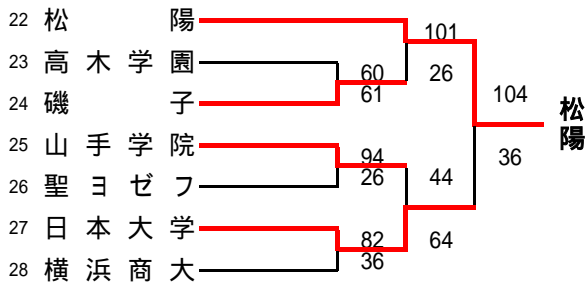 22 松陽
101
23 高木学園
60
26
24 磯子
61
104
松陽
25 山手学院
94
36
26 聖ヨゼフ
26
44
27 日本大学
82
64
28 横浜商大
36